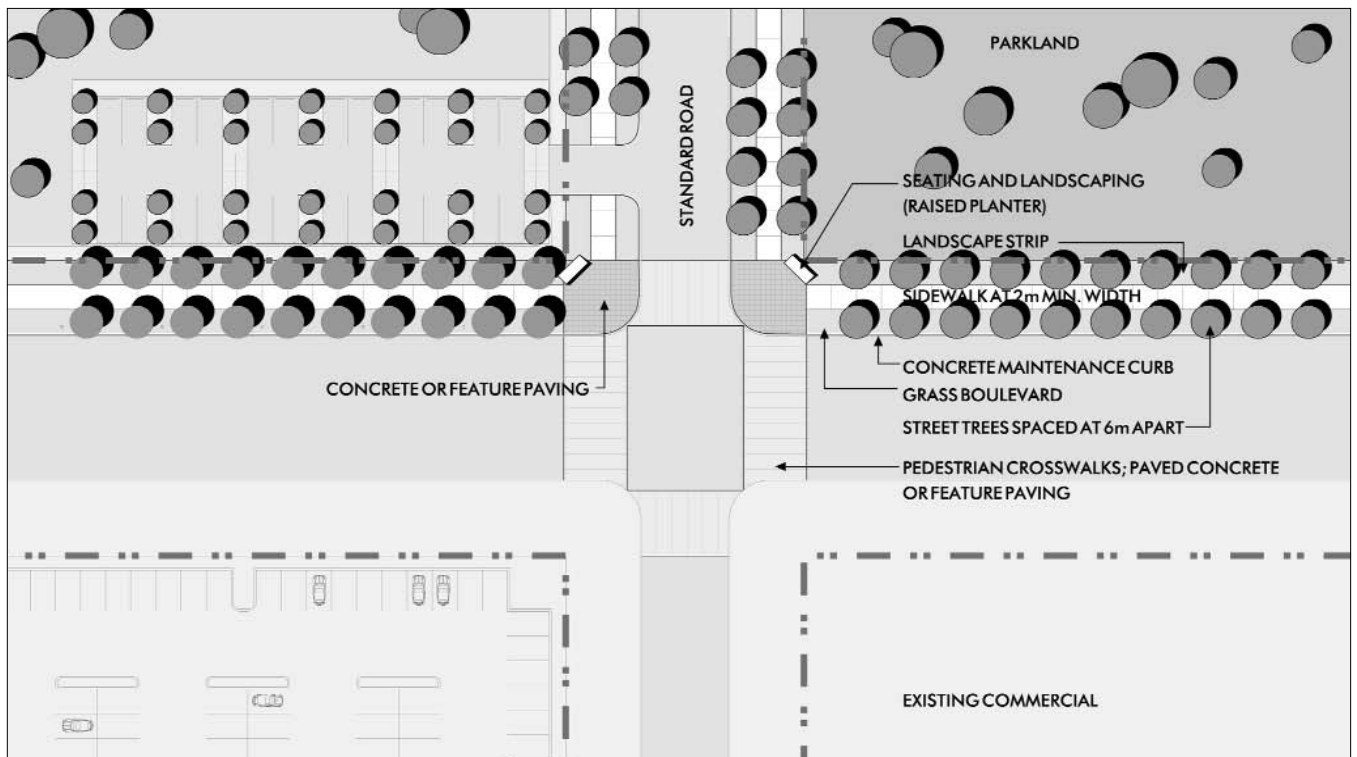 PARKLAND
STANDARD ROAD
SEATING AND LANDSCAPING
(RAISED PLANTER)
LANDSCAPE STRIP
SIDEWALK AT 2m MIN. WIDTH
CONCRETE MAINTENANCE CURB
CONCRETE OR FEATURE PAVING
GRASS BOULEVARD
STREET TREES SPACED AT 6m APART
PEDESTRIAN CROSSWALKS; PAVED CONCRETE
OR FEATURE PAVING
EXISTING COMMERCIAL